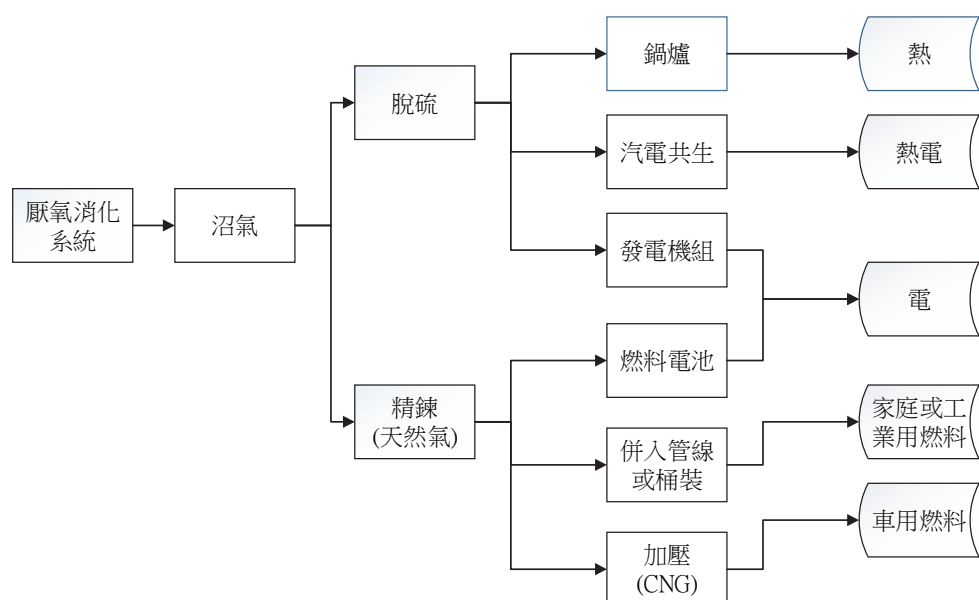 厭氧消化
系統
沼氣
脫硫
精鍊
(天然氣)
鍋爐
汽電共生
發電機組
燃料電池
併入管線
或桶裝
加壓
(CNG)
熱
熱電
電
家庭或工
業用燃料
車用燃料